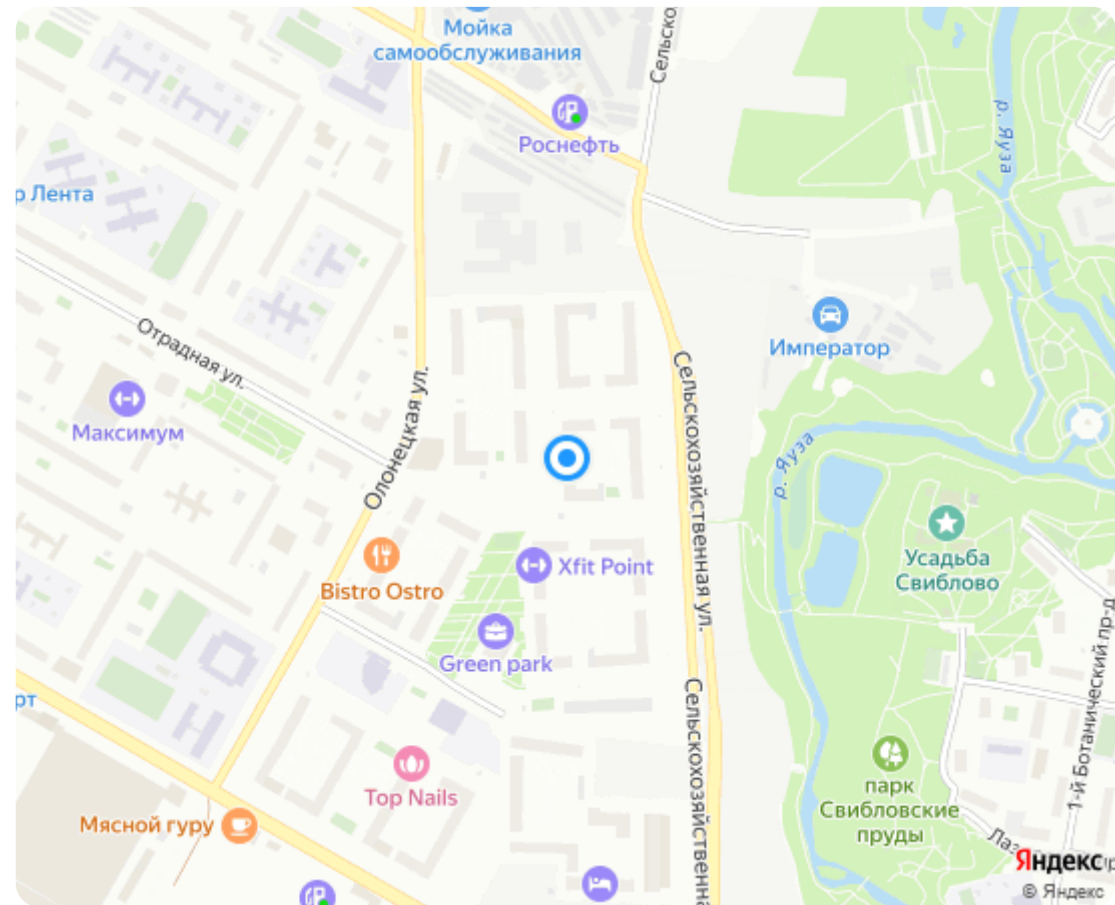 Мойка
самообслуживания
Сельско
Роснефть
р. Яуза
р Лента
Император
Отрадная ул.
Максимум
Олонецкая ул.
Сельскохозяйственная ул.
р. Яуза
Усадьба
Свиблово
Bistro Ostro
Xfit Point
Green park
1-й Ботанический пр-д
рт
Сельскохозяйственна
Top Nails
парк
Свибловские
пруды
Мясной гуру
Лаз
Яндекс
© Яндекс